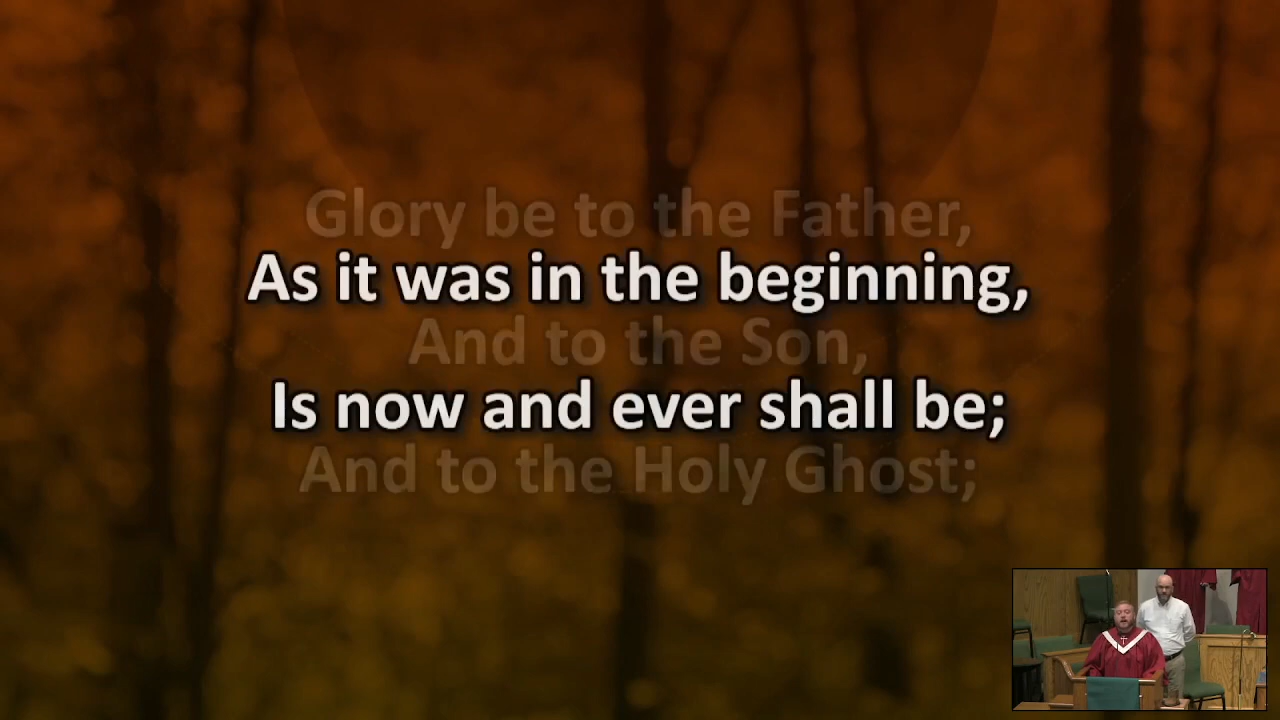 Glory be to the Father,
As it was in the beginning,
And to the Son,
Is now and ever shall be;
And to the Holy Ghost;